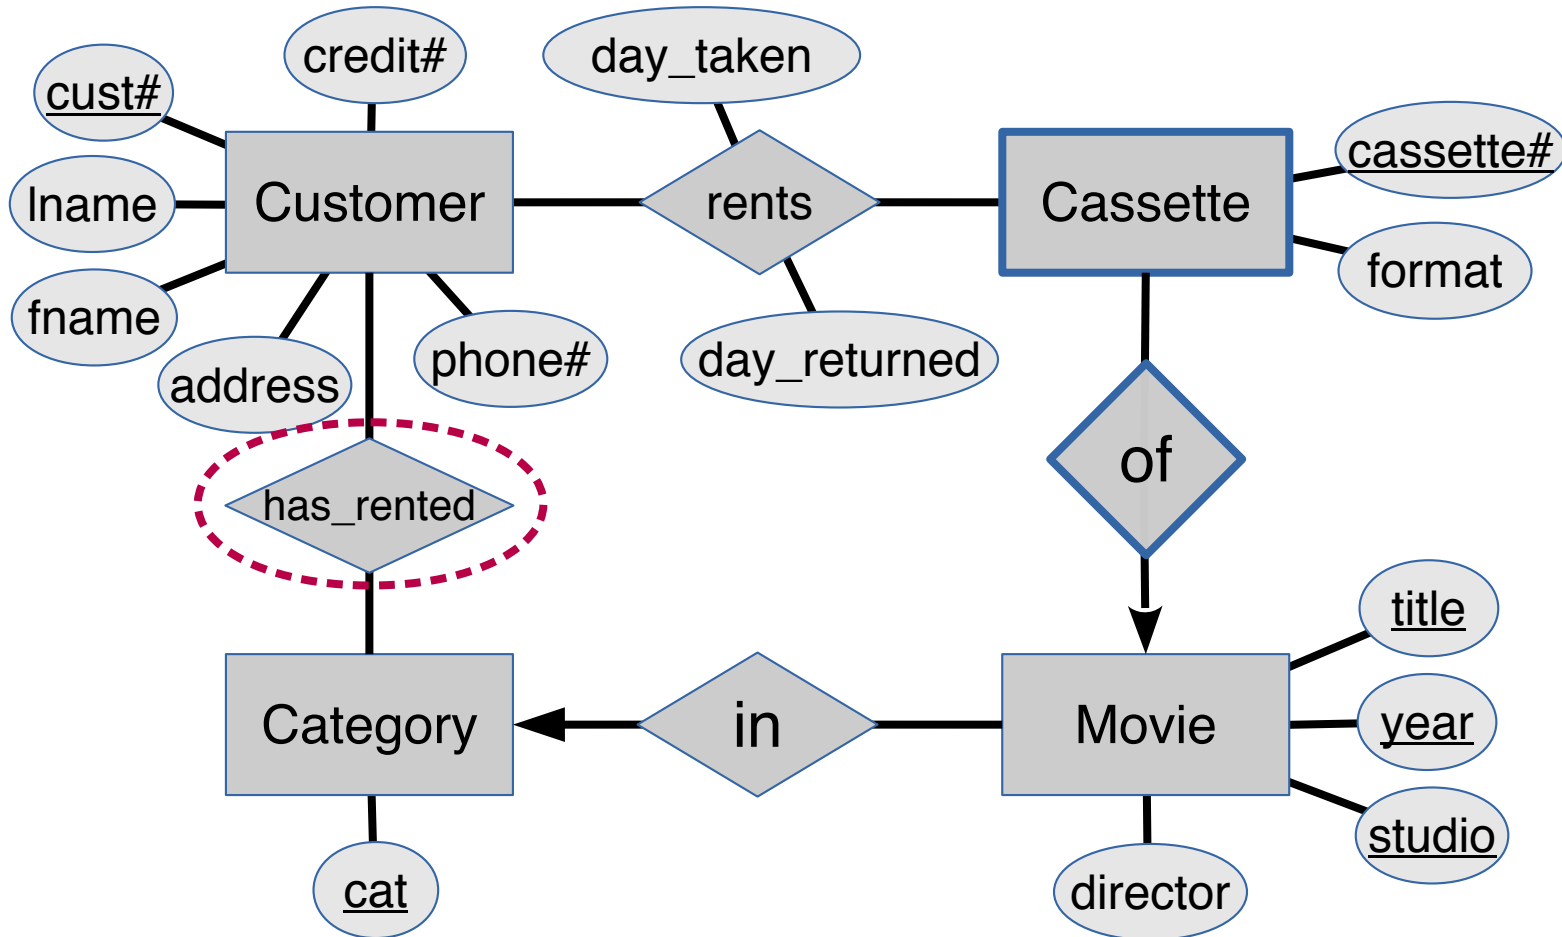 credit#
day_taken
cust#
cassette#
lname
Customer
rents
Cassette
format
fname
address
phone#
day_returned
of
has_rented
title
Category
in
Movie
year
studio
cat
director